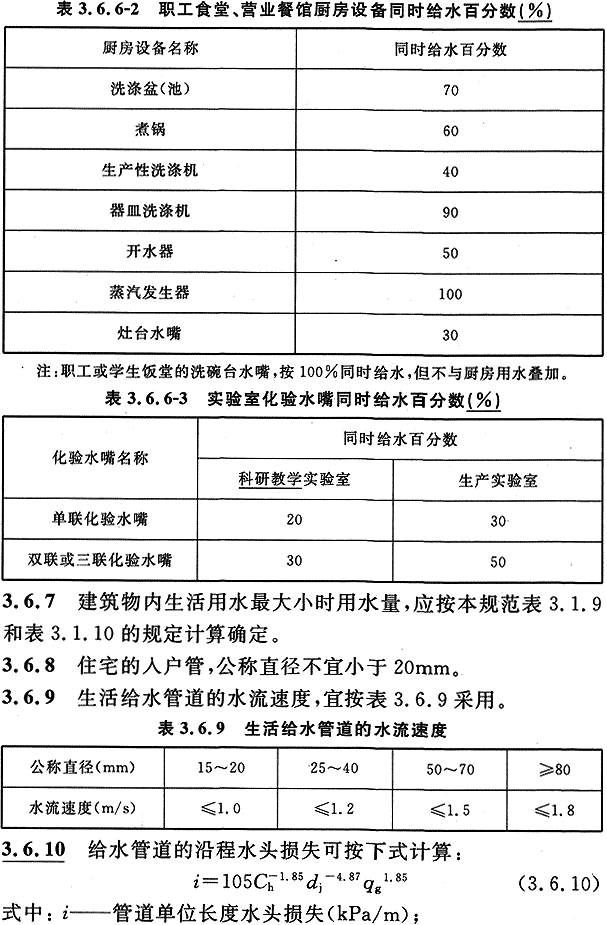 表 3.6.6-2 职工食堂、营业餐馆厨房设备同时给水百分数(%)
厨房设备名称 同时给水百分数
洗涤盆(池) 70
煮锅 60
生产性洗涤机 40
器皿洗涤机 90
开水器 50
蒸汽发生器 100
灶台水嘴 30
注:职工或学生饭堂的洗碗台水嘴,按 100%同时给水,但不与厨房用水叠加。
表 3.6.6-3 实验室化验水嘴同时给水百分数(%)
化验水嘴名称 同时给水百分数
科研教学实验室 生产实验室
单联化验水嘴 20 30
双联或三联化验水嘴 30 50
3.6.7 建筑物内生活用水最大小时用水量,应按本规范表 3.1.9
和表 3.1.10 的规定计算确定。
3.6.8 住宅的入户管,公称直径不宜小于 20mm。
3.6.9 生活给水管道的水流速度,宜按表 3.6.9 采用。
表 3.6.9 生活给水管道的水流速度
公称直径(mm) 15~20 25~40 50~70 ≥80
水流速度(m/s) ≤1.0 ≤1.2 ≤1.5 ≤1.8
3.6.10 给水管道的沿程水头损失可按下式计算:
i=105C_h^{-1.85} d_j^{-4.87} q_g^{1.85} (3.6.10)
式中: i——管道单位长度水头损失(kPa/m);